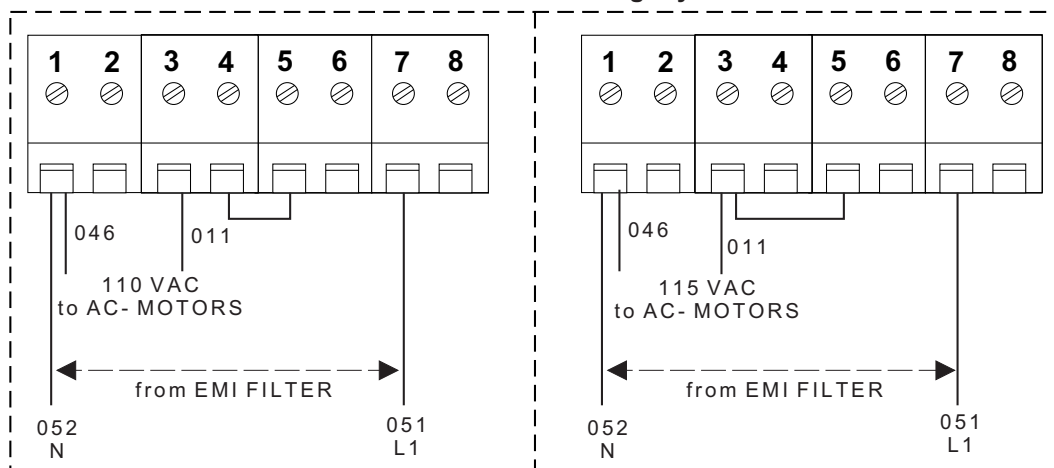 1 2 3 4 5 6 7 8
046
011
110 VAC
to AC- MOTORS
from EMI FILTER
052
N
051
L1
1 2 3 4 5 6 7 8
046
011
115 VAC
to AC- MOTORS
from EMI FILTER
052
N
051
L1